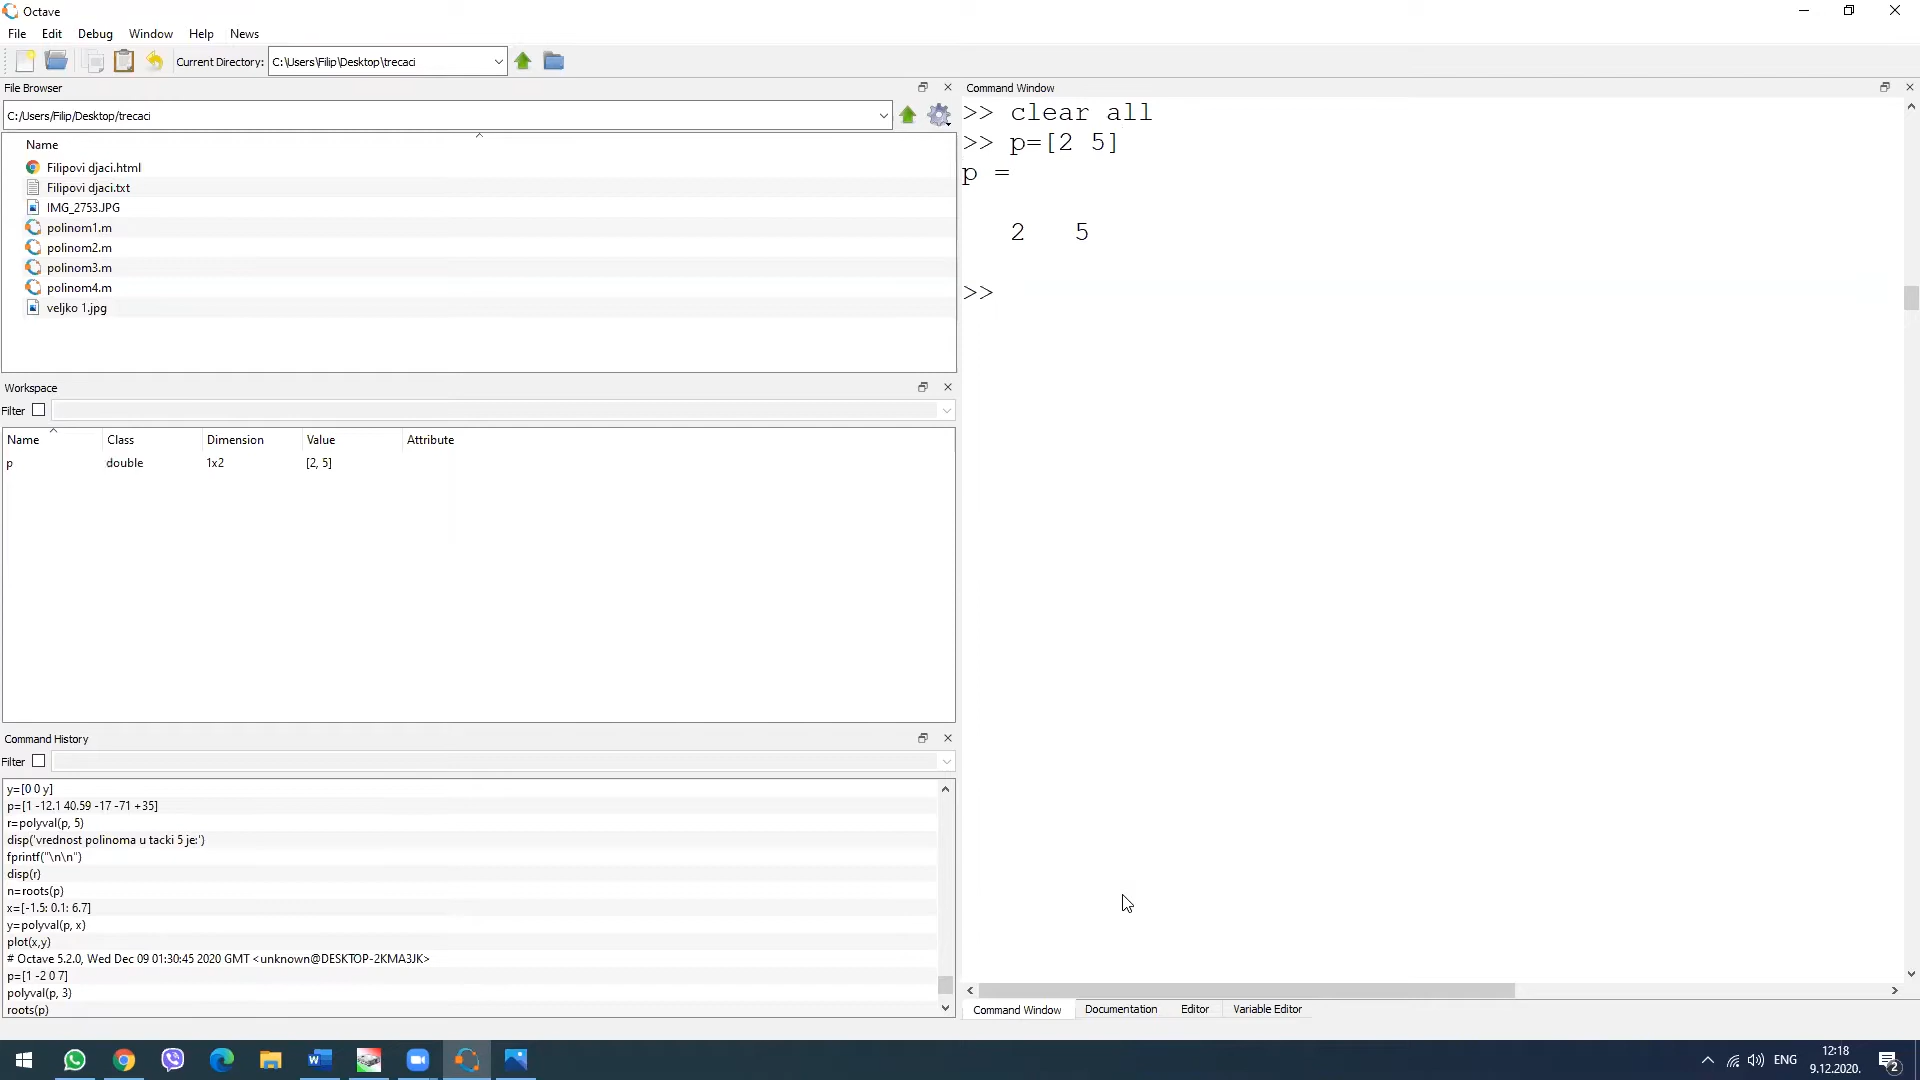 Octave
File Edit Debug Window Help News
Current Directory: C:\Users\Filip\Desktop\trecaci
File Browser
C:/Users/Filip/Desktop/trecaci
Name
Filipovi djaci.html
Filipovi djaci.txt
IMG_2753.JPG
polinom1.m
polinom2.m
polinom3.m
polinom4.m
veljko 1.jpg
Workspace
Filter
Name Class Dimension Value Attribute
p double 1x2 [2, 5]
Command History
Filter
y=[0 0 y]
p=[1 -12.1 40.59 -17 -71 +35]
r=polyval(p, 5)
disp('vrednost polinoma u tacki 5 je:')
fprintf("\n\n")
disp(r)
n=roots(p)
x=[-1.5: 0.1: 6.7]
y=polyval(p, x)
plot(x,y)
# Octave 5.2.0, Wed Dec 09 01:30:45 2020 GMT <unknown@DESKTOP-2KMA3JK>
p=[1 -2 0 7]
polyval(p, 3)
roots(p)
Command Window
>> clear all
>> p=[2 5]
p =
2 5
>>
Command Window Documentation Editor Variable Editor
ENG
12:18
9.12.2020.
2